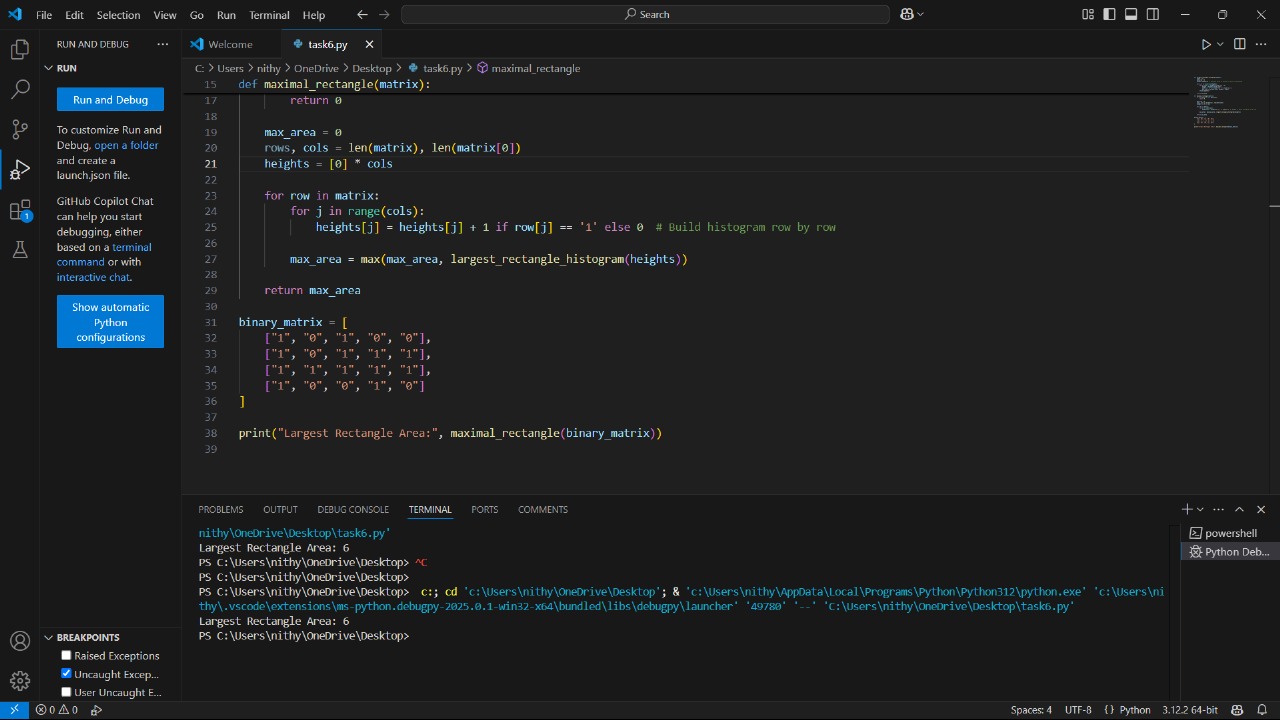 File Edit Selection View Go Run Terminal Help Search
RUN AND DEBUG
Welcome task6.py
RUN
Run and Debug
To customize Run and
Debug, open a folder
and create a
launch.json file.
GitHub Copilot Chat
can help you start
debugging, either
based on a terminal
command or with
interactive chat.
Show automatic
Python
configurations
BREAKPOINTS
Raised Exceptions
Uncaught Excep...
User Uncaught E...
C: > Users > nithy > OneDrive > Desktop > task6.py > maximal_rectangle
15 def maximal_rectangle(matrix):
17         return 0
18
19     max_area = 0
20     rows, cols = len(matrix), len(matrix[0])
21     heights = [0] * cols
22
23     for row in matrix:
24         for j in range(cols):
25             heights[j] = heights[j] + 1 if row[j] == '1' else 0  # Build histogram row by row
26
27         max_area = max(max_area, largest_rectangle_histogram(heights))
28
29     return max_area
30
31 binary_matrix = [
32     ["1", "0", "1", "0", "0"],
33     ["1", "0", "1", "1", "1"],
34     ["1", "1", "1", "1", "1"],
35     ["1", "0", "0", "1", "0"]
36 ]
37
38 print("Largest Rectangle Area:", maximal_rectangle(binary_matrix))
39
PROBLEMS OUTPUT DEBUG CONSOLE TERMINAL PORTS COMMENTS
nithy\OneDrive\Desktop\task6.py'
Largest Rectangle Area: 6
PS C:\Users\nithy\OneDrive\Desktop> ^C
PS C:\Users\nithy\OneDrive\Desktop>
PS C:\Users\nithy\OneDrive\Desktop>  c:; cd 'c:\Users\nithy\OneDrive\Desktop'; & 'c:\Users\nithy\AppData\Local\Programs\Python\Python312\python.exe' 'c:\Users\ni
thy\.vscode\extensions\ms-python.debugpy-2025.0.1-win32-x64\bundled\libs\debugpy\launcher' '49780' '--' 'C:\Users\nithy\OneDrive\Desktop\task6.py'
Largest Rectangle Area: 6
PS C:\Users\nithy\OneDrive\Desktop>
powershell
Python Deb...
1
0 0
Spaces: 4 UTF-8 {} Python 3.12.2 64-bit